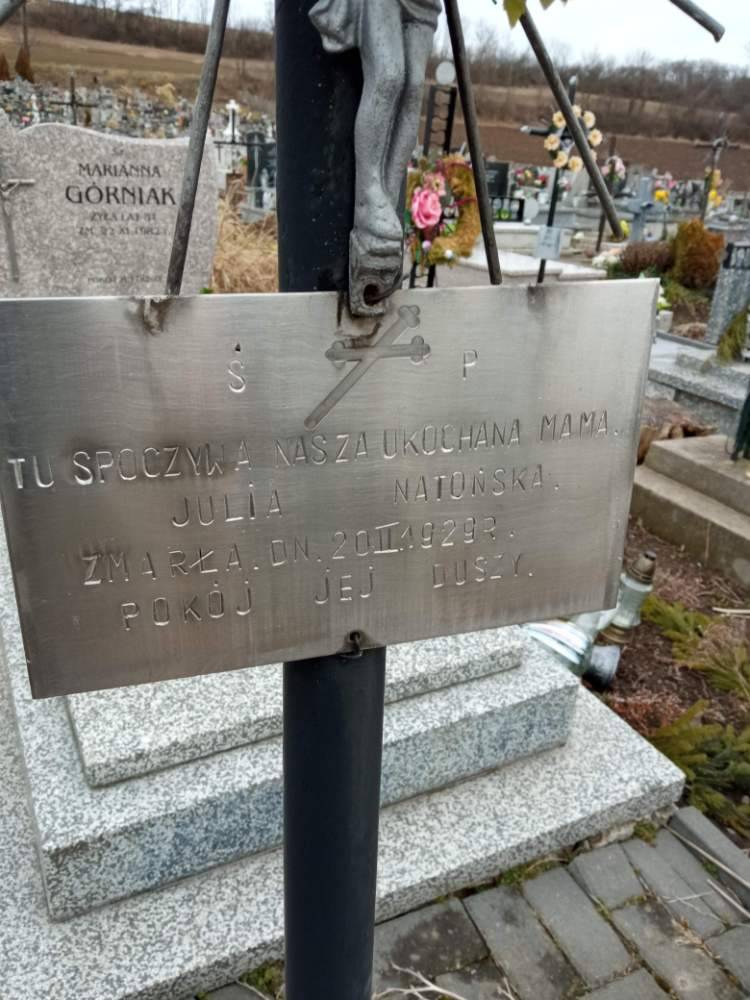 MARIANNA
GÓRNIAK
Ś P
TU SPOCZYWA NASZA UKOCHANA MAMA.
JULIA NATOŃSKA.
ZMARŁA. DN. 20 II 1929 R.
POKÓJ JEJ DUSZY.